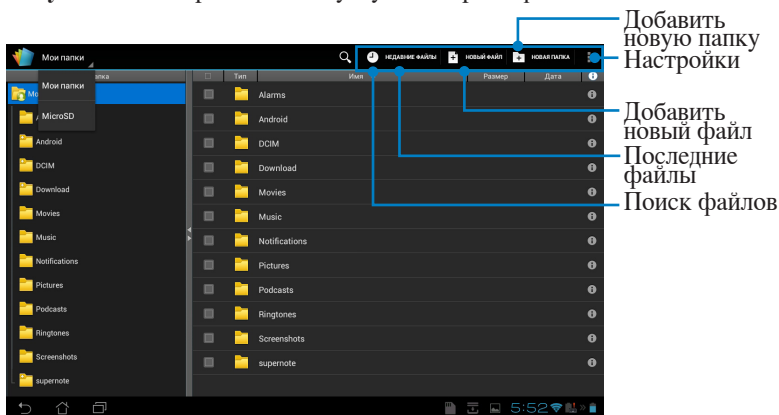 Добавить
новую папку
Настройки
Мои папки
НЕДАВНИЕ ФАЙЛЫ
НОВЫЙ ФАЙЛ
НОВАЯ ПАПКА
Тип
Имя
Размер
Дата
Мои папки
MicroSD
Android
DCIM
Download
Movies
Music
Notifications
Pictures
Podcasts
Ringtones
Screenshots
supernote
Alarms
Android
DCIM
Download
Movies
Music
Notifications
Pictures
Podcasts
Ringtones
Screenshots
supernote
Добавить
новый файл
Последние
файлы
Поиск файлов
5:52